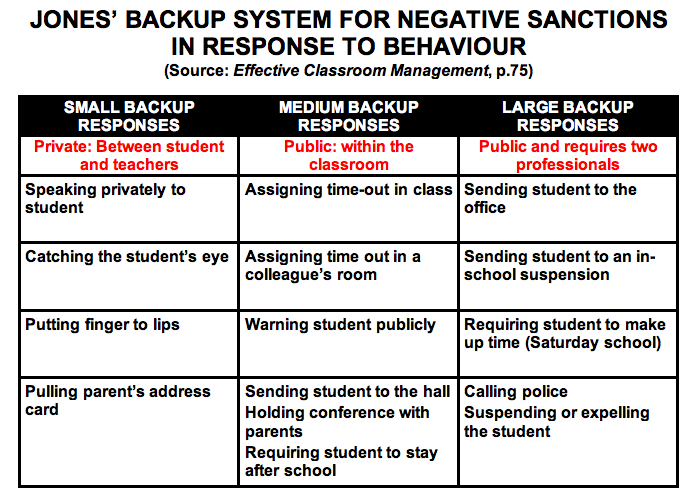 JONES' BACKUP SYSTEM FOR NEGATIVE SANCTIONS
IN RESPONSE TO BEHAVIOUR
(Source: Effective Classroom Management, p.75)
SMALL BACKUP
RESPONSES
MEDIUM BACKUP
RESPONSES
LARGE BACKUP
RESPONSES
Private: Between student
and teachers
Public: within the
classroom
Public and requires two
professionals
Speaking privately to
student
Assigning time-out in class
Sending student to the
office
Catching the student's eye
Assigning time out in a
colleague's room
Sending student to an in-
school suspension
Putting finger to lips
Warning student publicly
Requiring student to make
up time (Saturday school)
Pulling parent's address
card
Sending student to the hall
Holding conference with
parents
Requiring student to stay
after school
Calling police
Suspending or expelling
the student